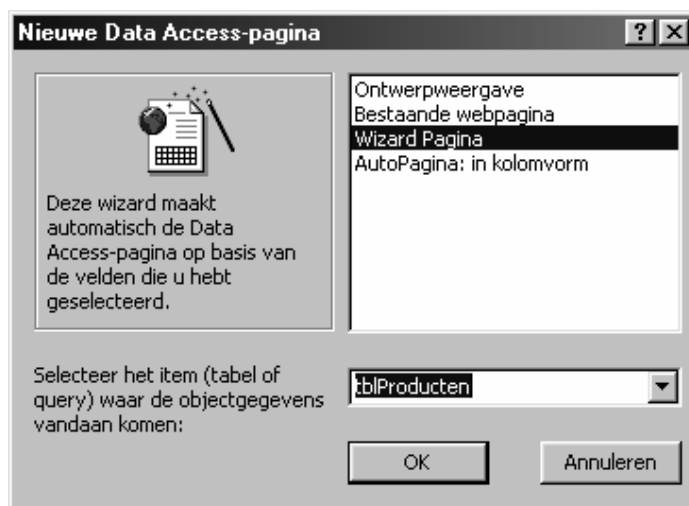 Nieuwe Data Access-pagina
Ontwerpweergave
Bestaande webpagina
Wizard Pagina
AutoPagina: in kolomvorm
Deze wizard maakt
automatisch de Data
Access-pagina op basis van
de velden die u hebt
geselecteerd.
Selecteer het item (tabel of
query) waar de objectgegevens
vandaan komen:
tblProducten
OK
Annuleren